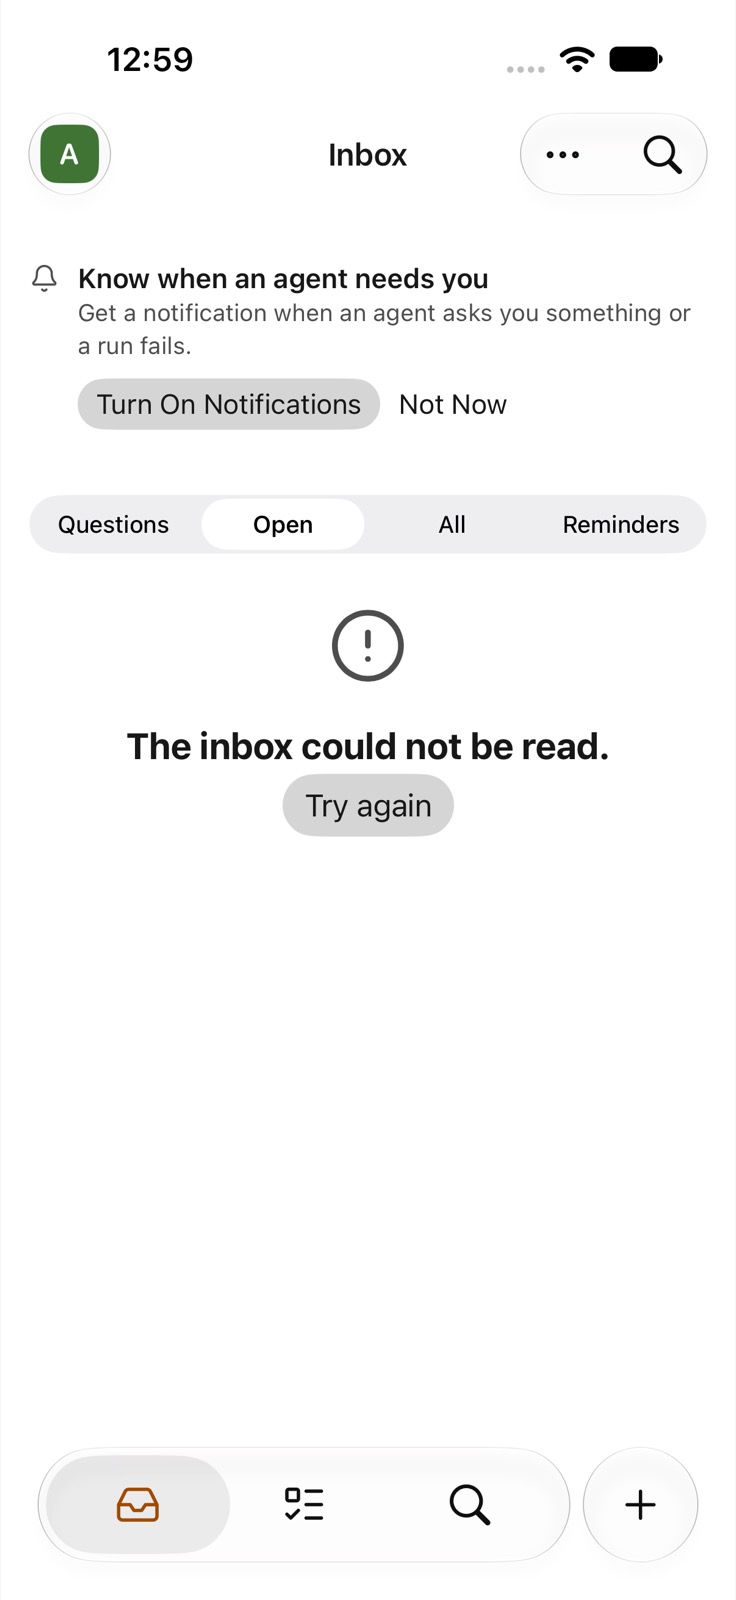 12:59
A
Inbox
Know when an agent needs you
Get a notification when an agent asks you something or
a run fails.
Turn On Notifications
Not Now
Questions
Open
All
Reminders
The inbox could not be read.
Try again